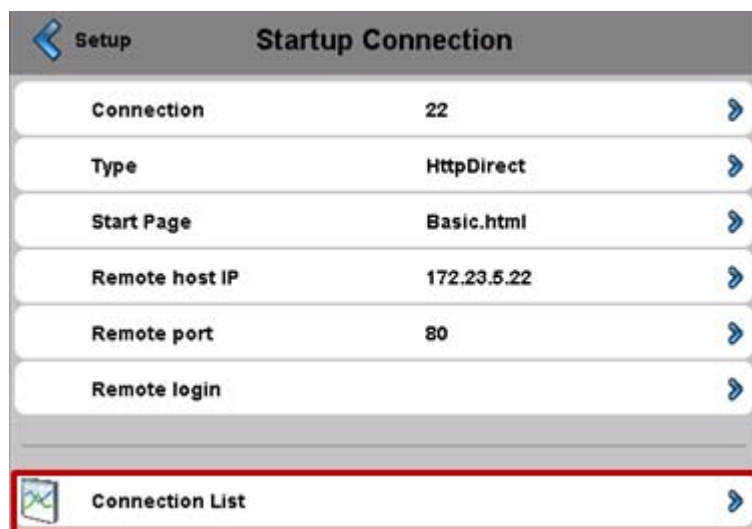 Setup Startup Connection
Connection 22
Type HttpDirect
Start Page Basic.html
Remote host IP 172.23.5.22
Remote port 80
Remote login
Connection List